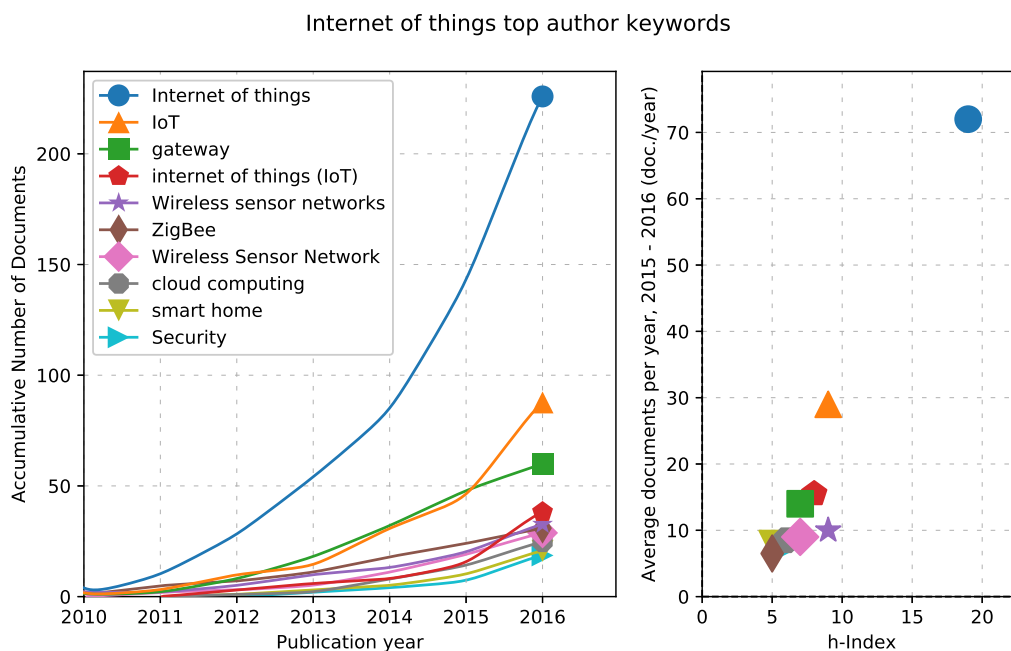 Internet of things top author keywords
Accumulative Number of Documents
200
150
100
50
0
Internet of things
IoT
gateway
internet of things (IoT)
Wireless sensor networks
ZigBee
Wireless Sensor Network
cloud computing
smart home
Security
2010 2011 2012 2013 2014 2015 2016
Publication year
Average documents per year, 2015 - 2016 (doc./year)
70
60
50
40
30
20
10
0
0 5 10 15 20
h-Index